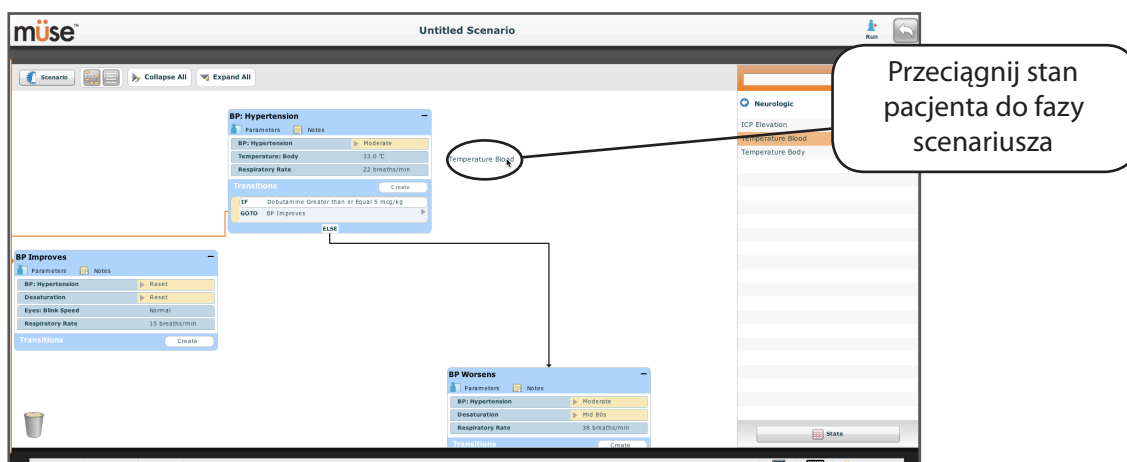 müse™
Untitled Scenario
Run
Scenario
Collapse All
Expand All
Przeciągnij stan
pacjenta do fazy
scenariusza
Neurologic
ICP Elevation
Temperature Blood
Temperature Body
BP: Hypertension
Parameters Notes
BP: Hypertension Moderate
Temperature: Body 33.0 °C
Respiratory Rate 22 breaths/min
Transitions Create
IF Dobutamine Greater than or Equal 5 mcg/kg
GOTO BP Improves
ELSE
Temperature Blood
BP Improves
Parameters Notes
BP: Hypertension Reset
Desaturation Reset
Eyes: Blink Speed Normal
Respiratory Rate 15 breaths/min
Transitions Create
BP Worsens
Parameters Notes
BP: Hypertension Moderate
Desaturation Mid 80s
Respiratory Rate 38 breaths/min
Transitions Create
State